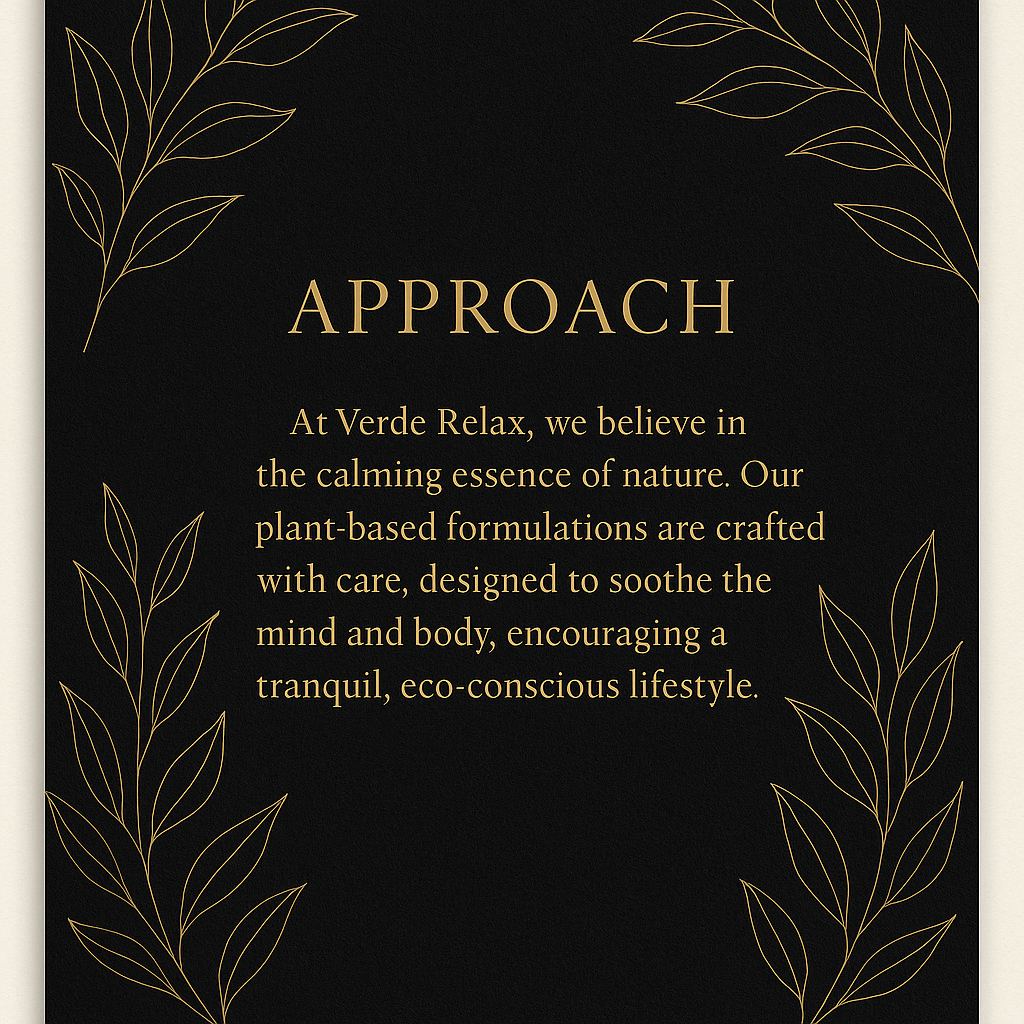 APPROACH
At Verde Relax, we believe in
the calming essence of nature. Our
plant-based formulations are crafted
with care, designed to soothe the
mind and body, encouraging a
tranquil, eco-conscious lifestyle.